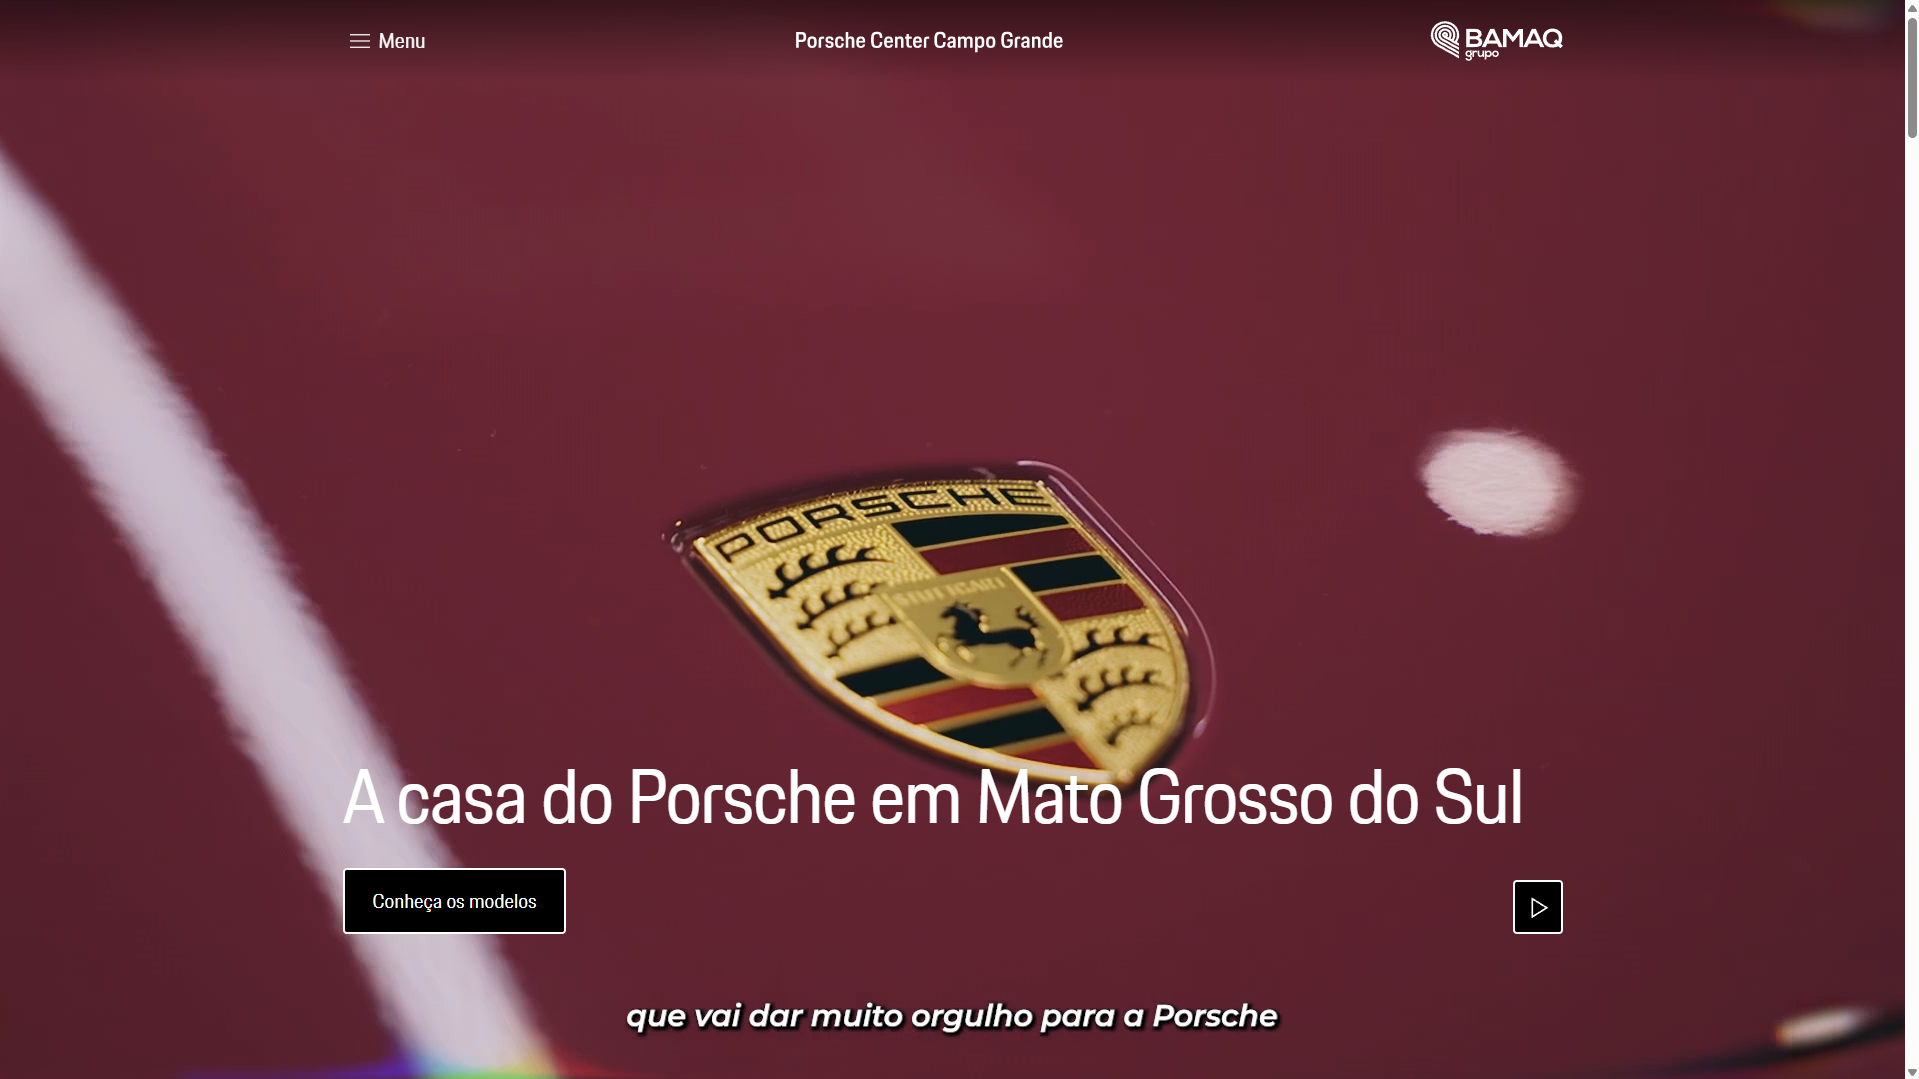 Menu
Porsche Center Campo Grande
BAMAQ
grupo
PORSCHE
STUTTGART
A casa do Porsche em Mato Grosso do Sul
Conheça os modelos
que vai dar muito orgulho para a Porsche